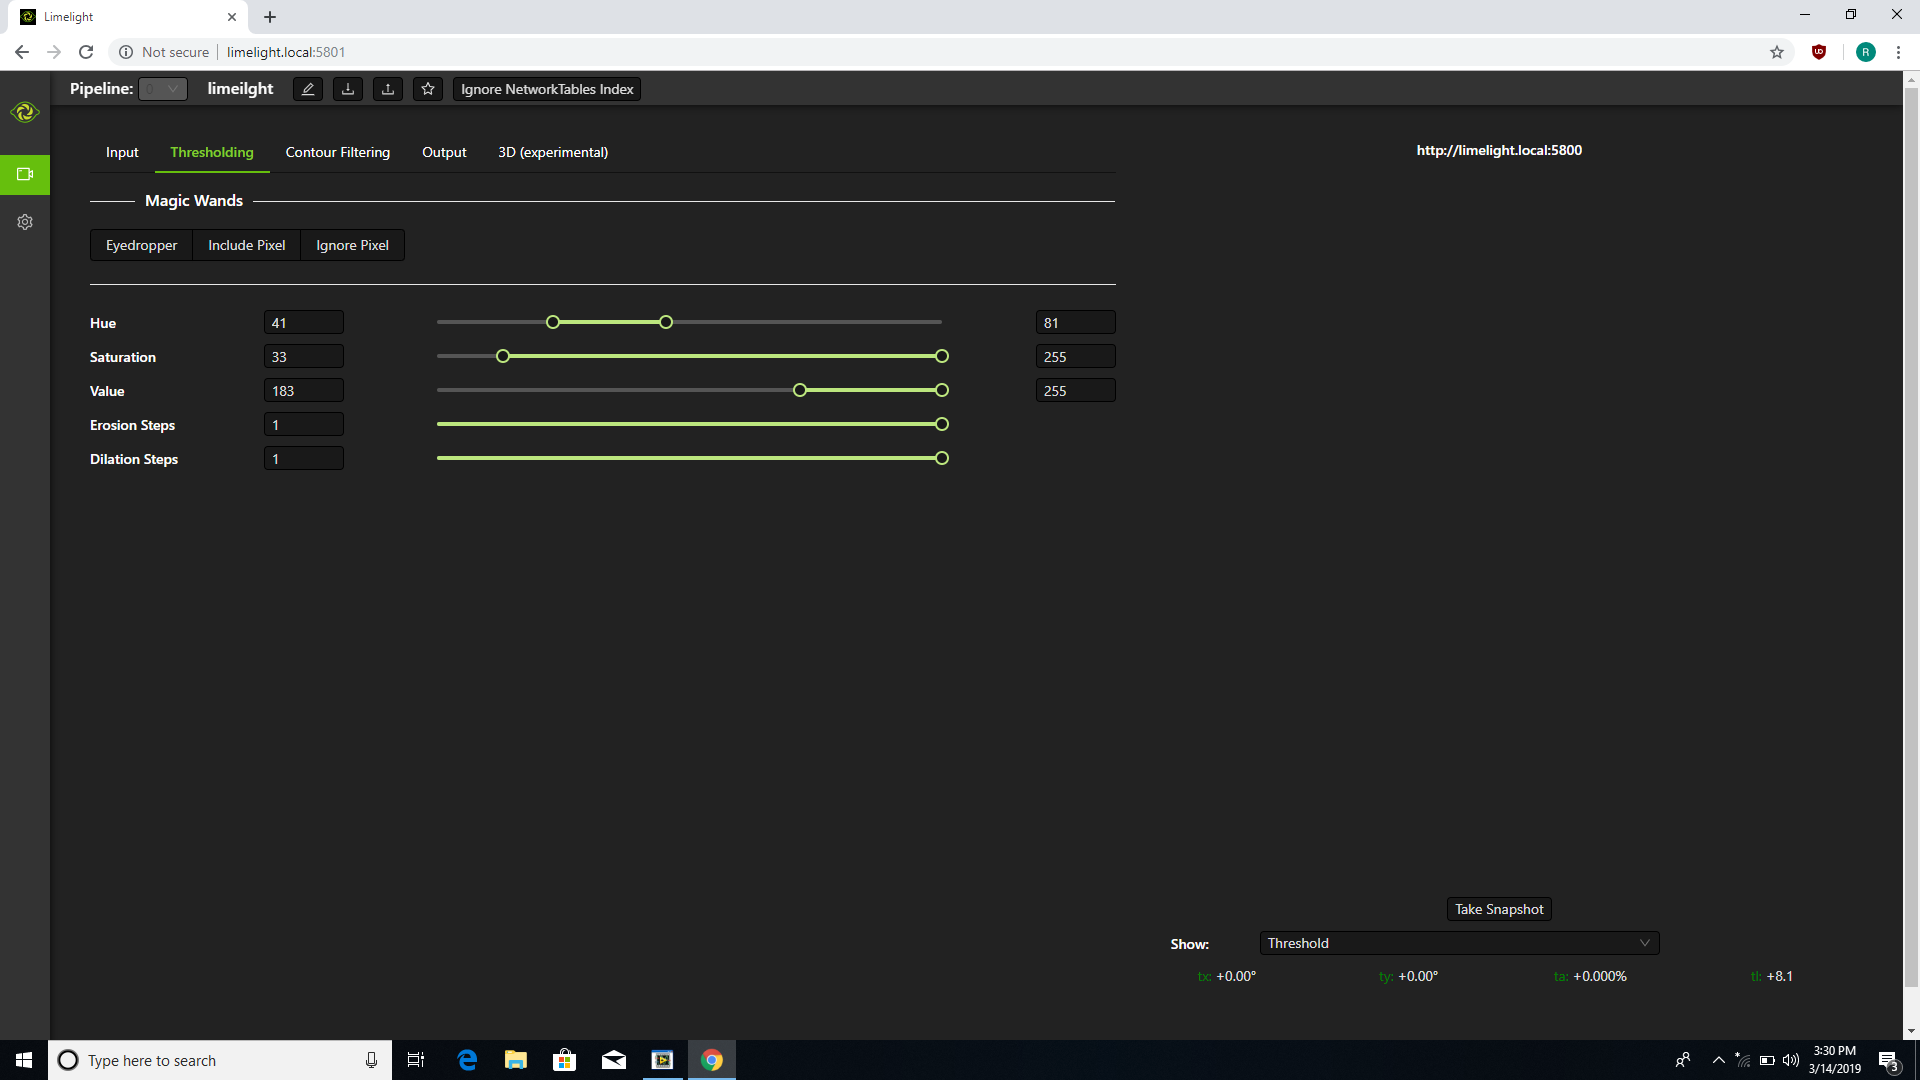 Limelight
Not secure limelight.local:5801
Pipeline: 0 limeilght Ignore NetworkTables Index
Input Thresholding Contour Filtering Output 3D (experimental)
http://limelight.local:5800
Magic Wands
Eyedropper Include Pixel Ignore Pixel
Hue 41 81
Saturation 33 255
Value 183 255
Erosion Steps 1
Dilation Steps 1
Take Snapshot
Show: Threshold
tx: +0.00° ty: +0.00° ta: +0.000% tl: +8.1
Type here to search
3:30 PM
3/14/2019
3
R